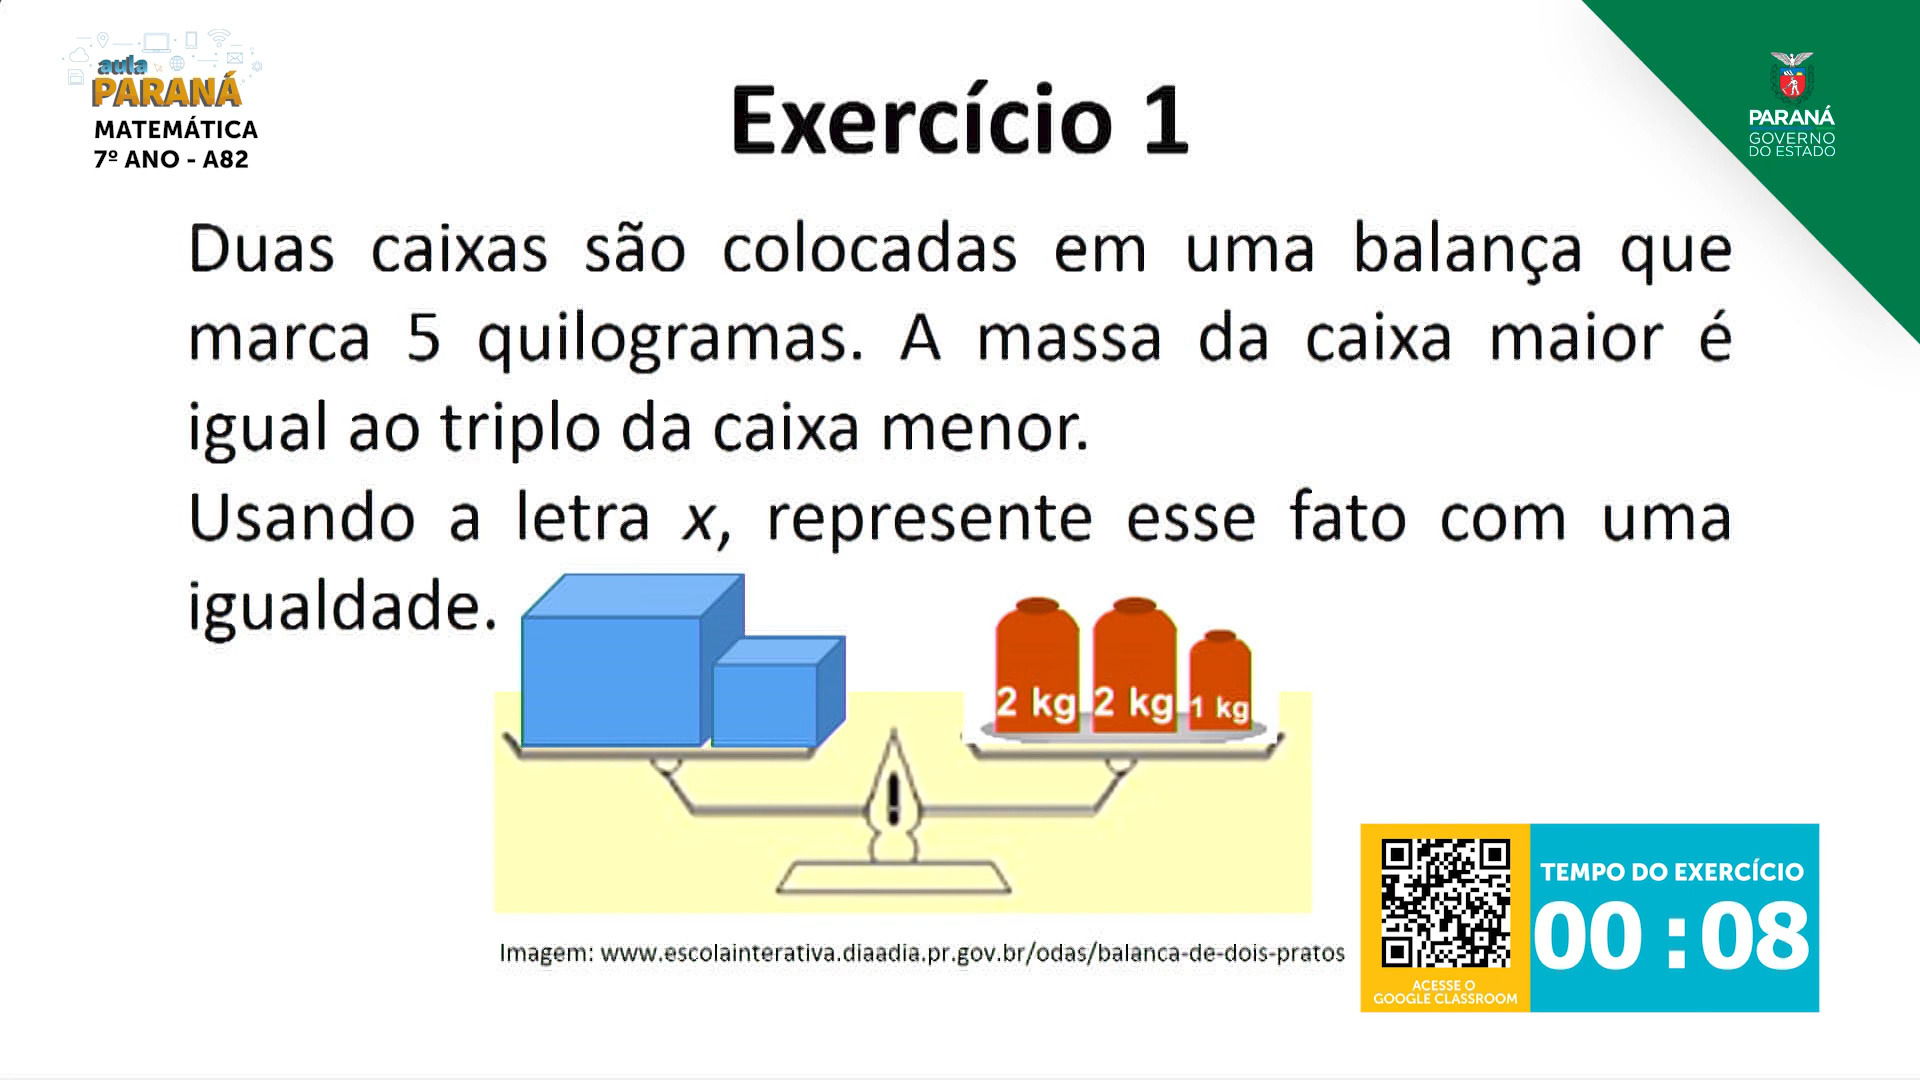 aula
PARANÁ
MATEMÁTICA
7º ANO - A82
PARANÁ
GOVERNO
DO ESTADO
Exercício 1
Duas caixas são colocadas em uma balança que
marca 5 quilogramas. A massa da caixa maior é
igual ao triplo da caixa menor.
Usando a letra x, represente esse fato com uma
igualdade.
2 kg 2 kg 1 kg
Imagem: www.escolainterativa.diaadia.pr.gov.br/odas/balanca-de-dois-pratos
ACESSE O
GOOGLE CLASSROOM
TEMPO DO EXERCÍCIO
00 : 08